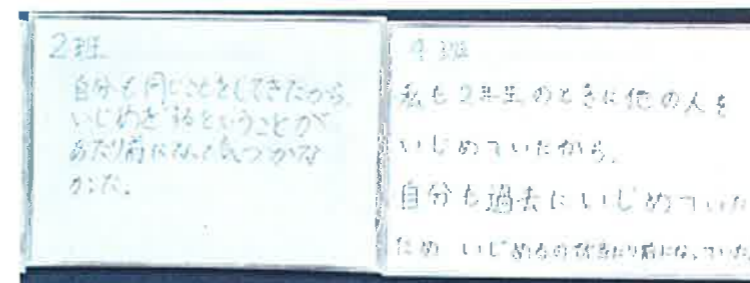 2班
自分も同じことをしてきたから、
いじめをするということが
あたり前になって気づかな
かった。
4班
私も2年生のときに他の人を
いじめていたから。
自分も過去にいじめていた
ため いじめるのが当たり前になっていた